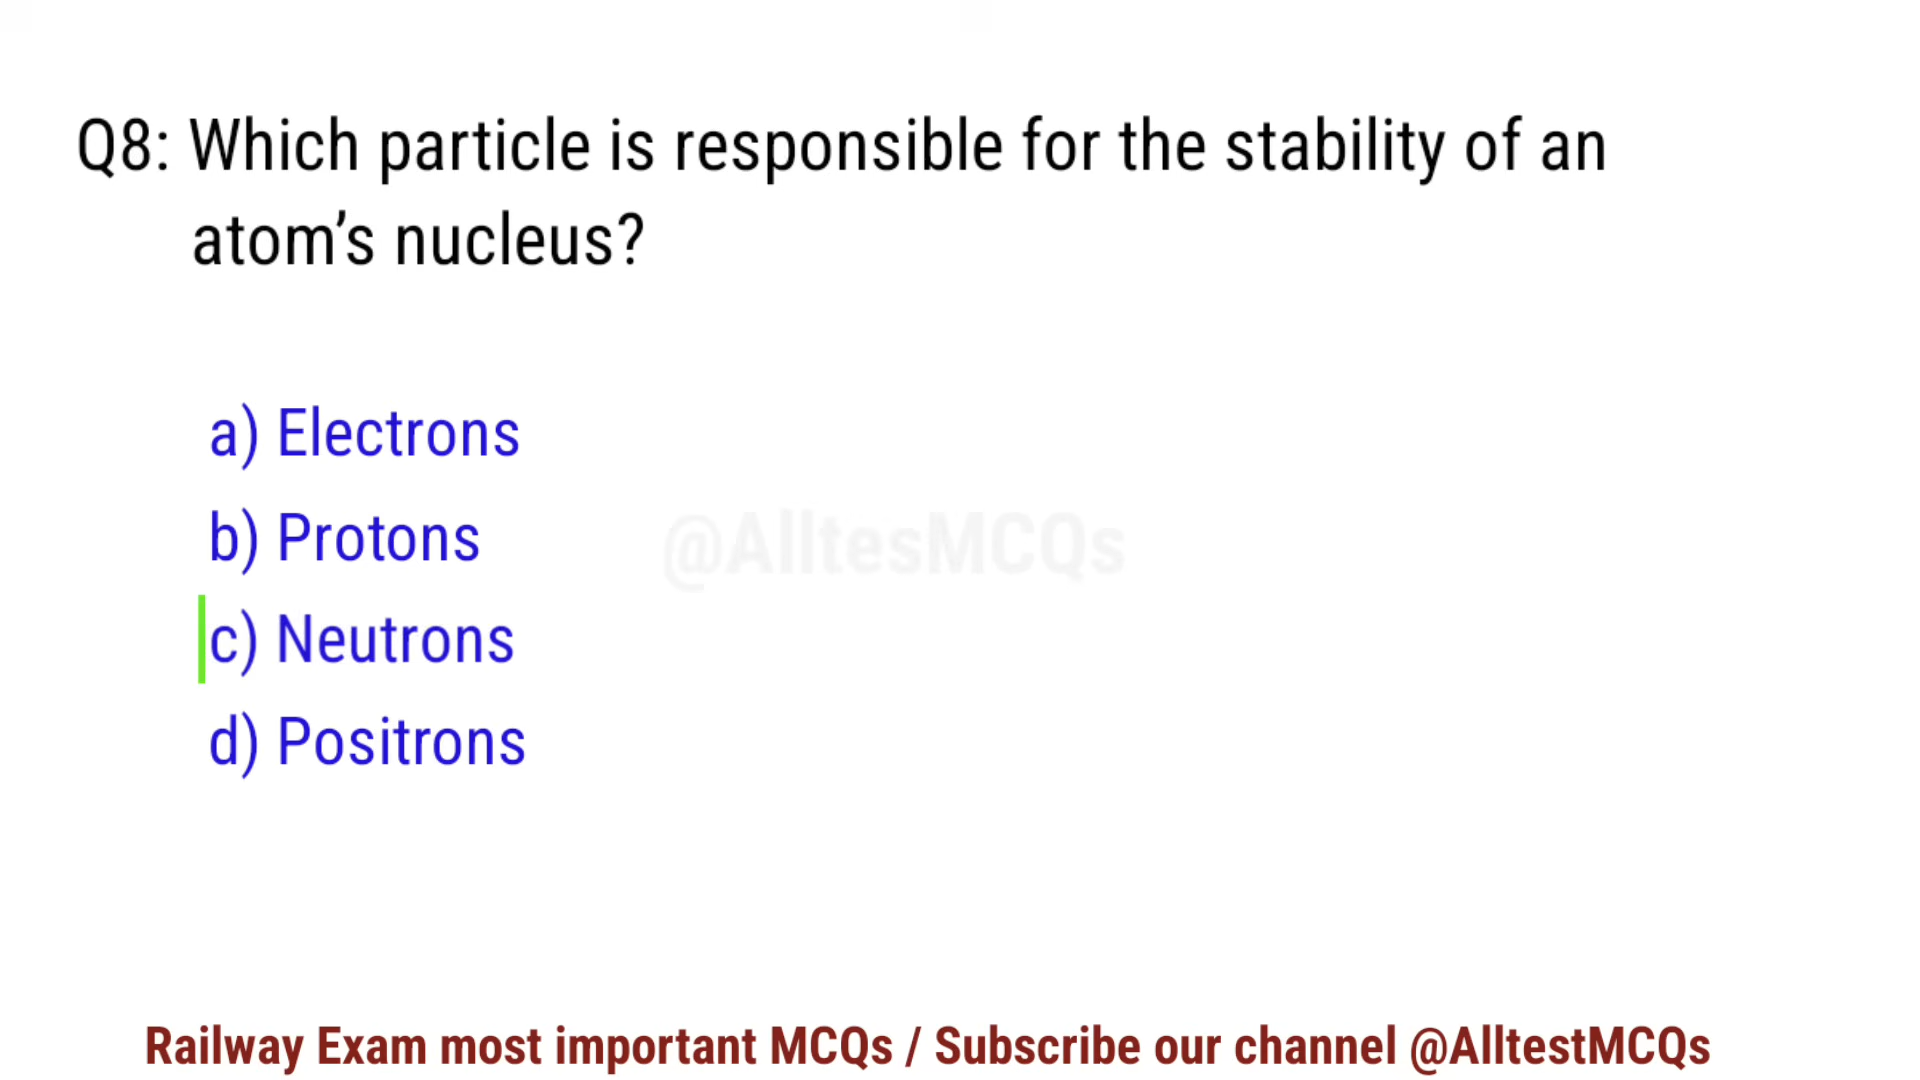 Q8: Which particle is responsible for the stability of an
atom’s nucleus?
a) Electrons
b) Protons
@AlltesMCQs
c) Neutrons
d) Positrons
Railway Exam most important MCQs / Subscribe our channel @AlltestMCQs